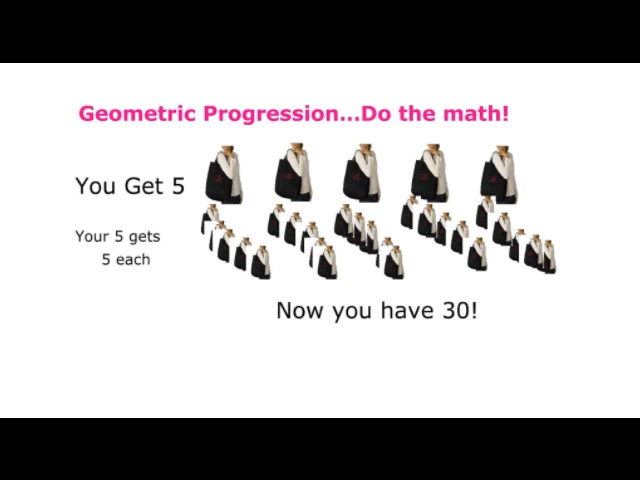 Geometric Progression...Do the math!
You Get 5
Your 5 gets
5 each
Now you have 30!